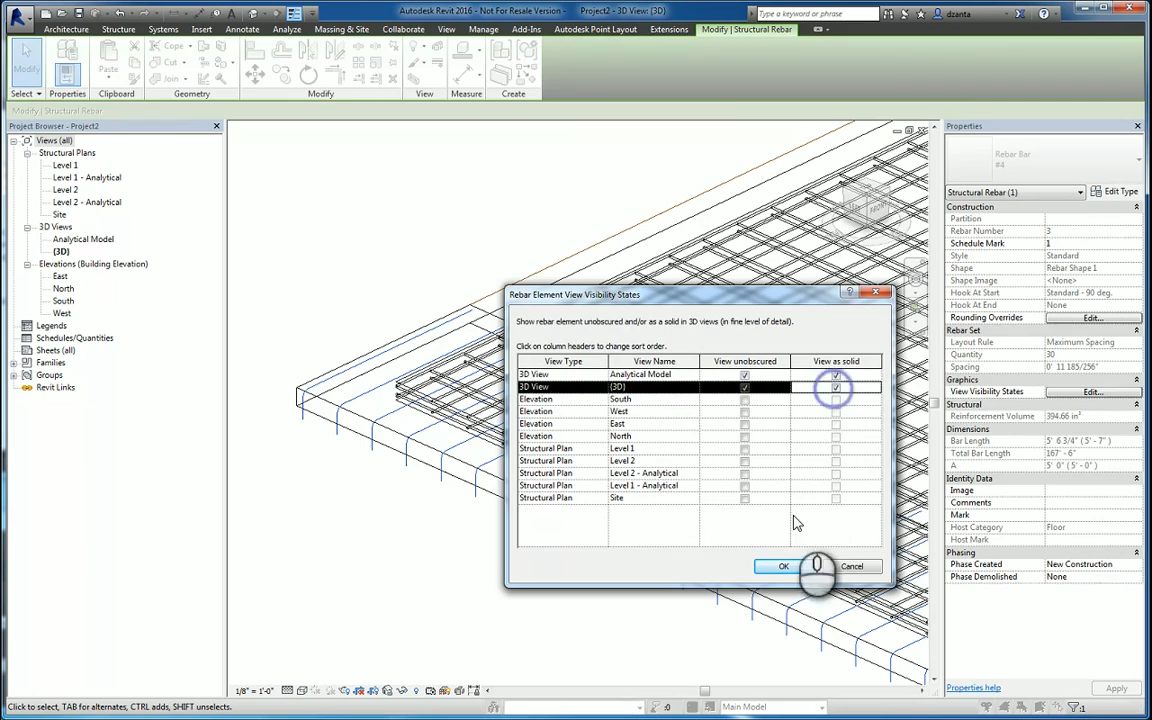 Autodesk Revit 2016 - Not For Resale Version - Project2 - 3D View: {3D}
Type a keyword or phrase
dzanta
Architecture Structure Systems Insert Annotate Analyze Massing & Site Collaborate View Manage Add-Ins Autodesk Point Layout Extensions Modify | Structural Rebar
Modify
Paste
Cope
Cut
Join
Select Properties Clipboard Geometry Modify View Measure Create
Modify | Structural Rebar
Project Browser - Project2
Views (all)
Structural Plans
Level 1
Level 1 - Analytical
Level 2
Level 2 - Analytical
Site
3D Views
Analytical Model
{3D}
Elevations (Building Elevation)
East
North
South
West
Legends
Schedules/Quantities
Sheets (all)
Families
Groups
Revit Links
FRONT
Rebar Element View Visibility States
Show rebar element unobscured and/or as a solid in 3D views (in fine level of detail).
Click on column headers to change sort order.
View Type View Name View unobscured View as solid
3D View Analytical Model
3D View {3D}
Elevation South
Elevation West
Elevation East
Elevation North
Structural Plan Level 1
Structural Plan Level 2
Structural Plan Level 2 - Analytical
Structural Plan Level 1 - Analytical
Structural Plan Site
OK Cancel
Properties
Rebar Bar
#4
Structural Rebar (1) Edit Type
Construction
Partition
Rebar Number 3
Schedule Mark 1
Style Standard
Shape Rebar Shape 1
Shape Image <None>
Hook At Start Standard - 90 deg.
Hook At End None
Rounding Overrides Edit...
Rebar Set
Layout Rule Maximum Spacing
Quantity 30
Spacing 0' 11 185/256"
Graphics
View Visibility States Edit...
Structural
Reinforcement Volume 394.66 in³
Dimensions
Bar Length 5' 6 3/4" (5' - 7")
Total Bar Length 167' - 6"
A 5' 0" (5' - 0")
Identity Data
Image
Comments
Mark
Host Category Floor
Host Mark
Phasing
Phase Created New Construction
Phase Demolished None
Properties help Apply
1/8" = 1'-0"
Click to select, TAB for alternates, CTRL adds, SHIFT unselects.
:0
Main Model
:1